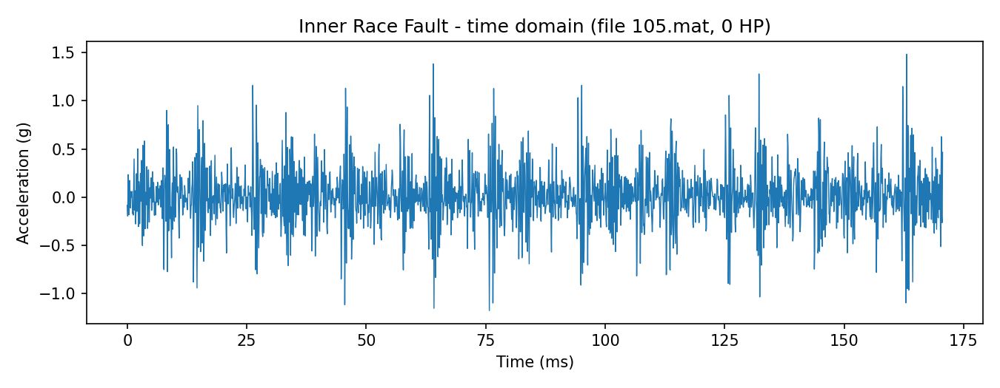 Inner Race Fault - time domain (file 105.mat, 0 HP)
1.5
1.0
0.5
0.0
−0.5
−1.0
Acceleration (g)
0 25 50 75 100 125 150 175
Time (ms)